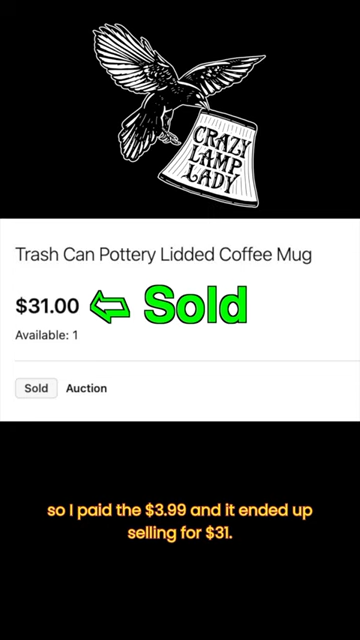 CRAZY
LAMP
LADY
Trash Can Pottery Lidded Coffee Mug
$31.00 Sold
Available: 1
Sold Auction
so I paid the $3.99 and it ended up
selling for $31.